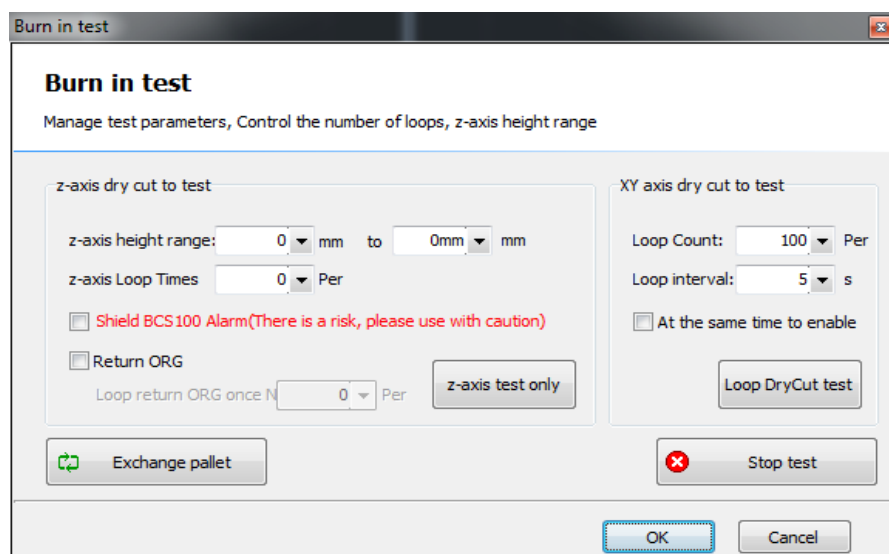 Burn in test
Burn in test
Manage test parameters, Control the number of loops, z-axis height range
z-axis dry cut to test
z-axis height range: 0 mm to 0mm mm
z-axis Loop Times 0 Per
Shield BCS100 Alarm(There is a risk, please use with caution)
Return ORG
Loop return ORG once N 0 Per
z-axis test only
XY axis dry cut to test
Loop Count: 100 Per
Loop interval: 5 s
At the same time to enable
Loop DryCut test
Exchange pallet
Stop test
OK
Cancel